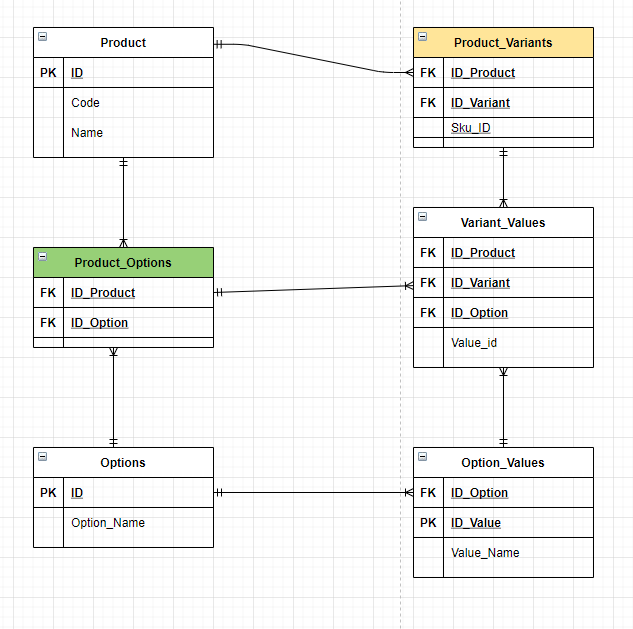 Product
PK ID
Code
Name
Product_Variants
FK ID_Product
FK ID_Variant
Sku_ID
Product_Options
FK ID_Product
FK ID_Option
Variant_Values
FK ID_Product
FK ID_Variant
FK ID_Option
Value_id
Options
PK ID
Option_Name
Option_Values
FK ID_Option
PK ID_Value
Value_Name